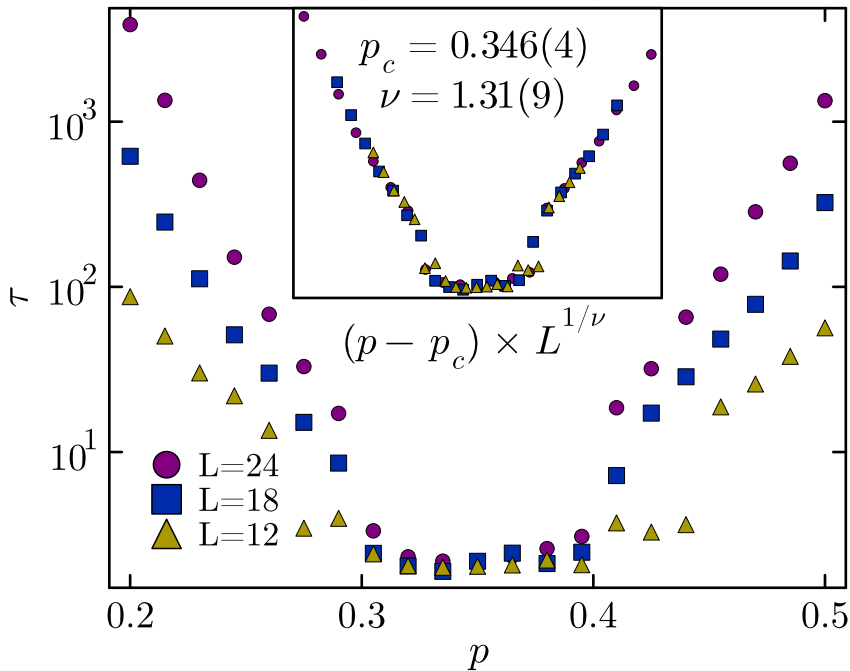 p_c = 0.346(4)
ν = 1.31(9)
(p − p_c) × L^{1/ν}
τ
10^3
10^2
10^1
L=24
L=18
L=12
0.2 0.3 0.4 0.5
p